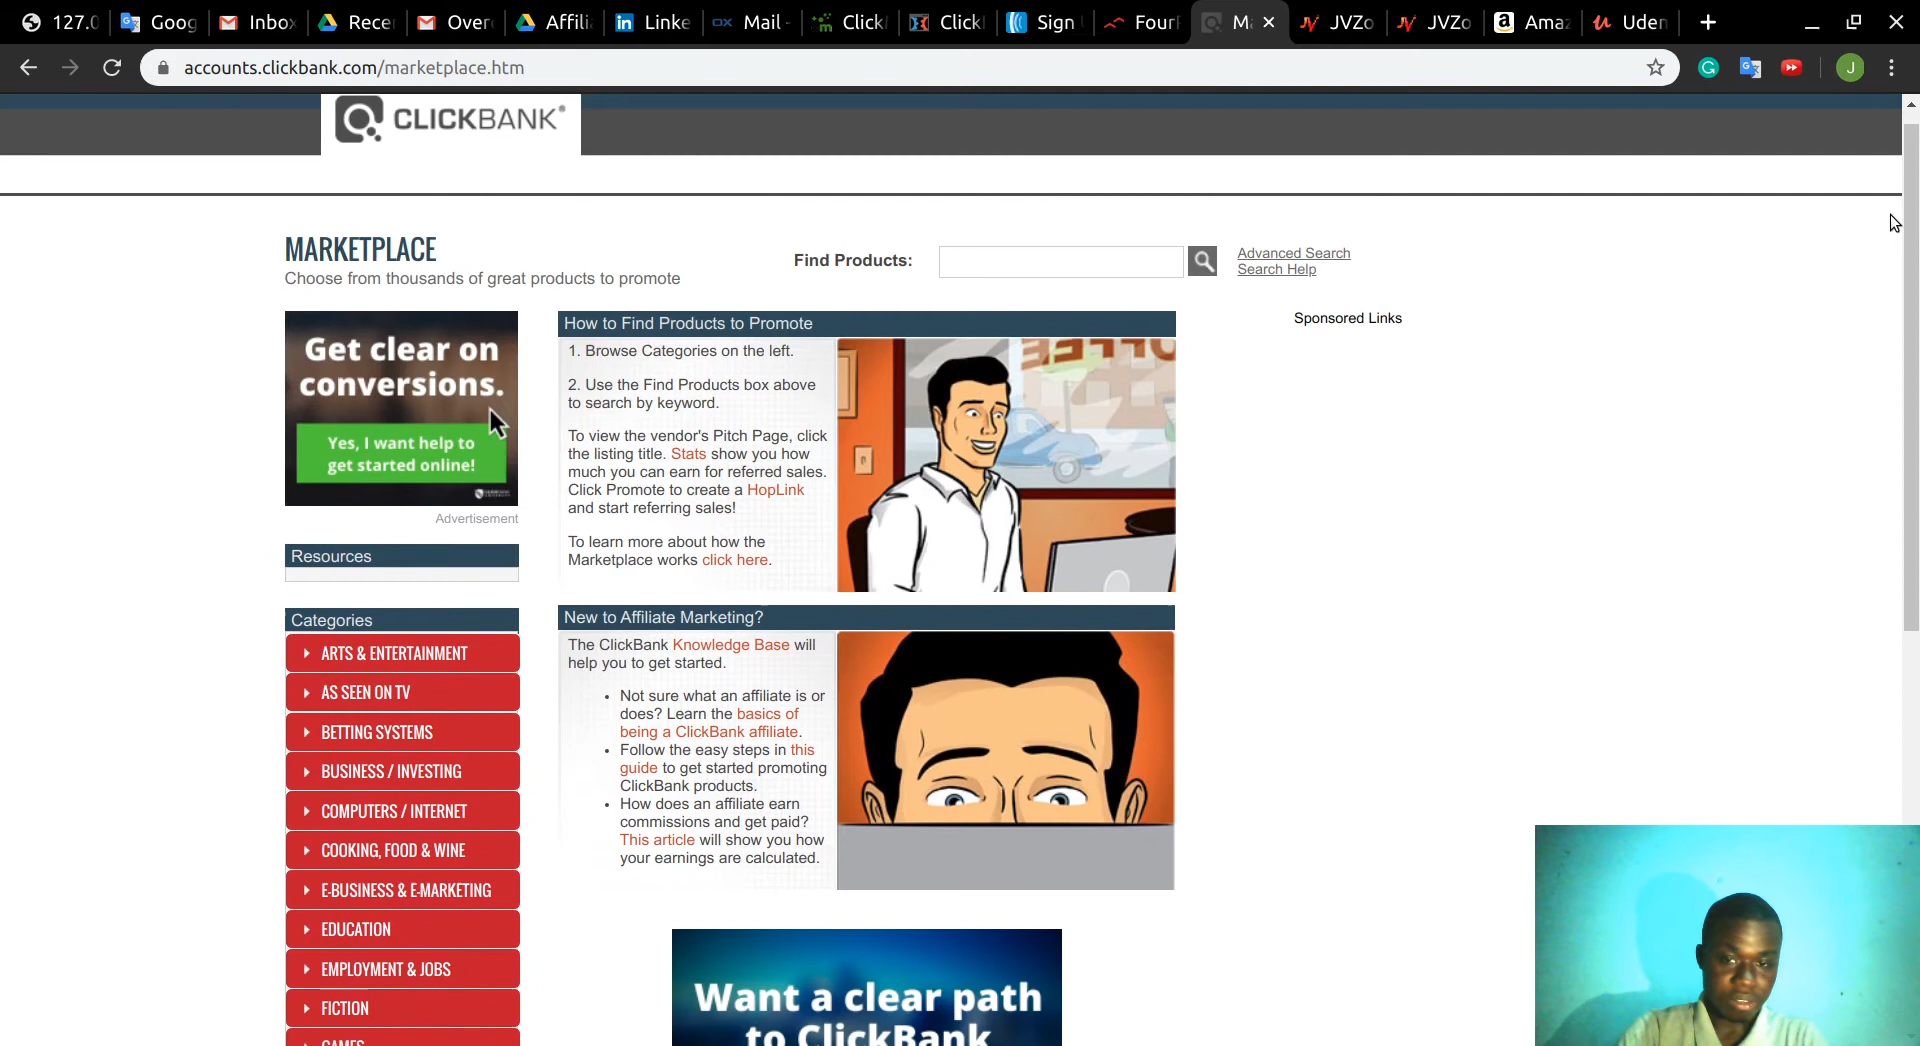 127.0
Goog
Inbo
Recer
Over
Affili
Linke
Mail
Click
Click
Sign
Four
M
JVZo
JVZo
Amaz
Uden
accounts.clickbank.com/marketplace.htm
J
CLICKBANK®
MARKETPLACE
Choose from thousands of great products to promote
Find Products:
Advanced Search
Search Help
Get clear on
conversions.
Yes, I want help to
get started online!
Advertisement
Resources
Categories
ARTS & ENTERTAINMENT
AS SEEN ON TV
BETTING SYSTEMS
BUSINESS / INVESTING
COMPUTERS / INTERNET
COOKING, FOOD & WINE
E-BUSINESS & E-MARKETING
EDUCATION
EMPLOYMENT & JOBS
FICTION
GAMES
How to Find Products to Promote
1. Browse Categories on the left.
2. Use the Find Products box above
to search by keyword.
To view the vendor's Pitch Page, click
the listing title. Stats show you how
much you can earn for referred sales.
Click Promote to create a HopLink
and start referring sales!
To learn more about how the
Marketplace works click here.
New to Affiliate Marketing?
The ClickBank Knowledge Base will
help you to get started.
• Not sure what an affiliate is or
does? Learn the basics of
being a ClickBank affiliate.
• Follow the easy steps in this
guide to get started promoting
ClickBank products.
• How does an affiliate earn
commissions and get paid?
This article will show you how
your earnings are calculated.
Want a clear path
to ClickBank
Sponsored Links